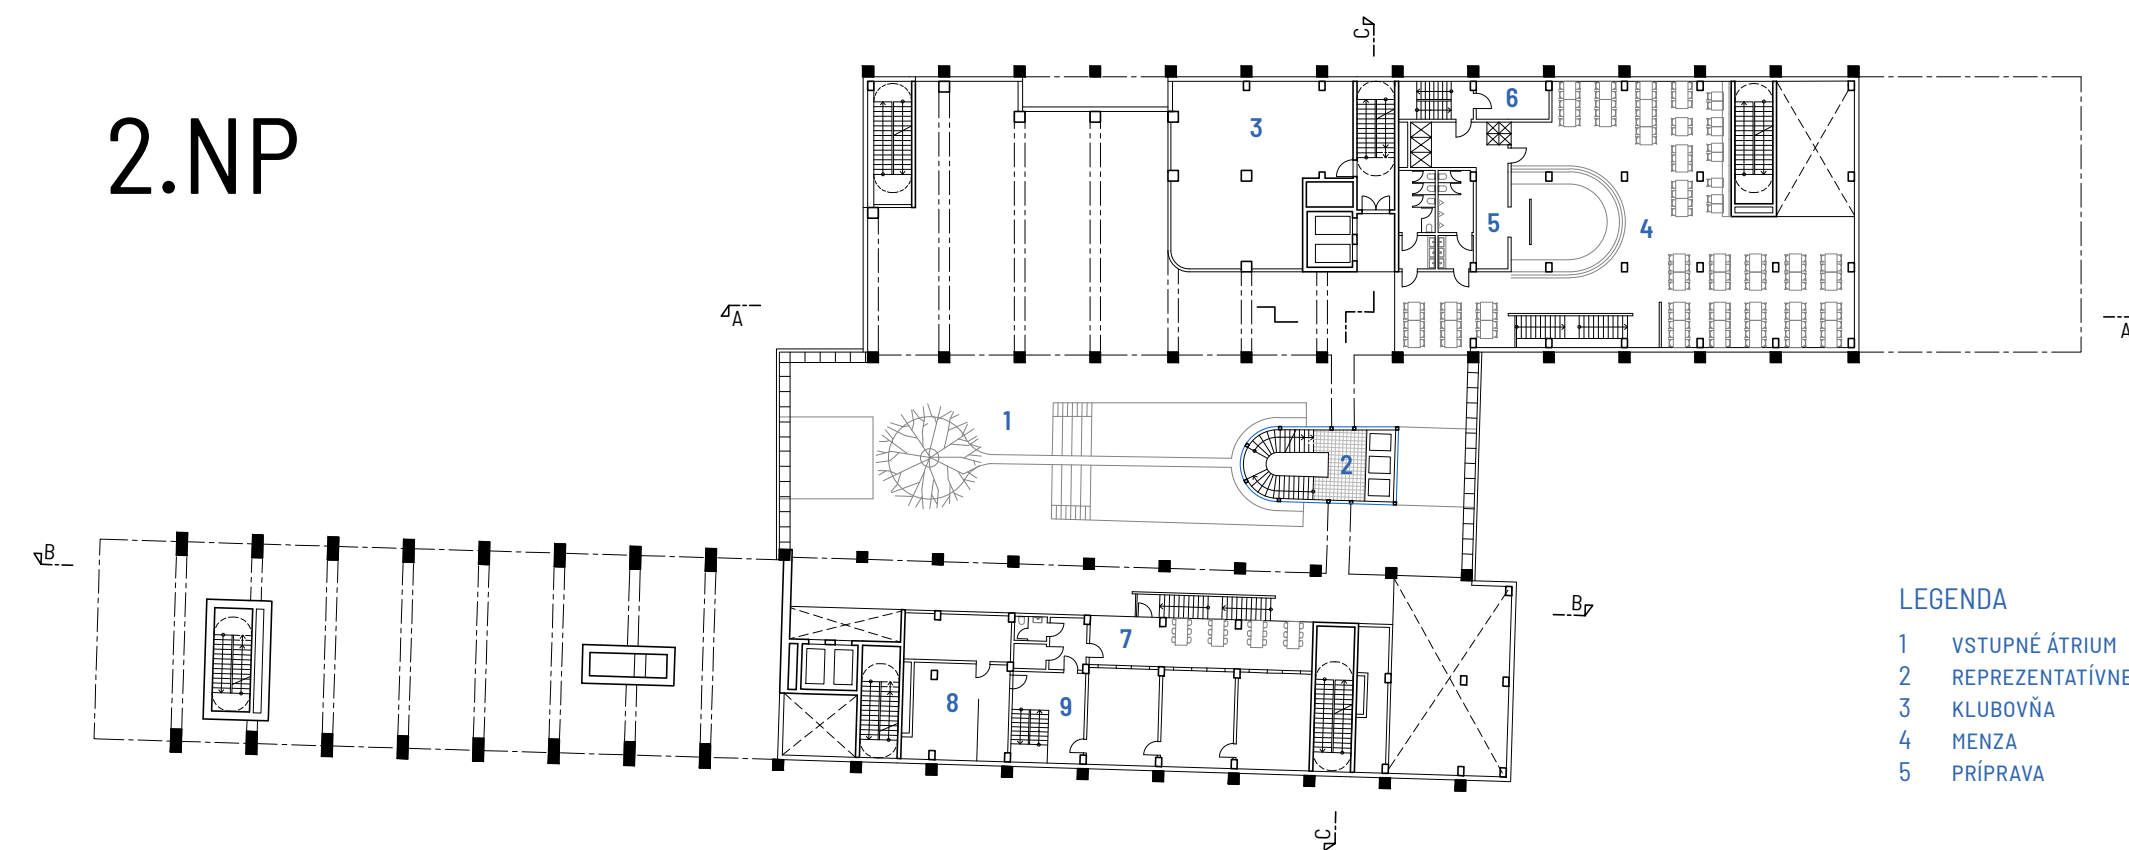 2.NP
C
3
6
5
4
A
A
1
2
B
B
7
8
9
C
LEGENDA
1 VSTUPNÉ ÁTRIUM
2 REPREZENTATÍVNE
3 KLUBOVŇA
4 MENZA
5 PRÍPRAVA